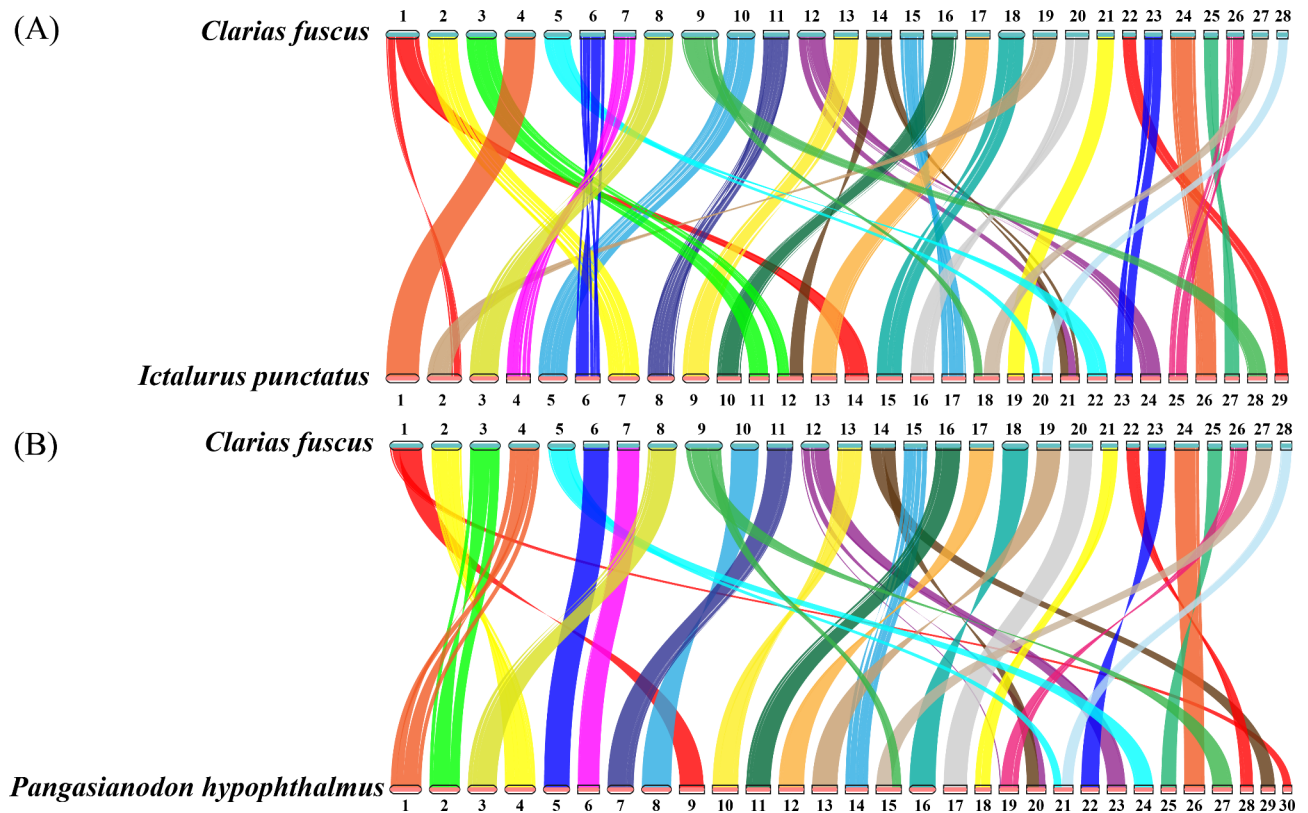 (A)
Clarias fuscus
1 2 3 4 5 6 7 8 9 10 11 12 13 14 15 16 17 18 19 20 21 22 23 24 25 26 27 28
Ictalurus punctatus
1 2 3 4 5 6 7 8 9 10 11 12 13 14 15 16 17 18 19 20 21 22 23 24 25 26 27 28 29
(B)
Clarias fuscus
1 2 3 4 5 6 7 8 9 10 11 12 13 14 15 16 17 18 19 20 21 22 23 24 25 26 27 28
Pangasianodon hypophthalmus
1 2 3 4 5 6 7 8 9 10 11 12 13 14 15 16 17 18 19 20 21 22 23 24 25 26 27 28 29 30